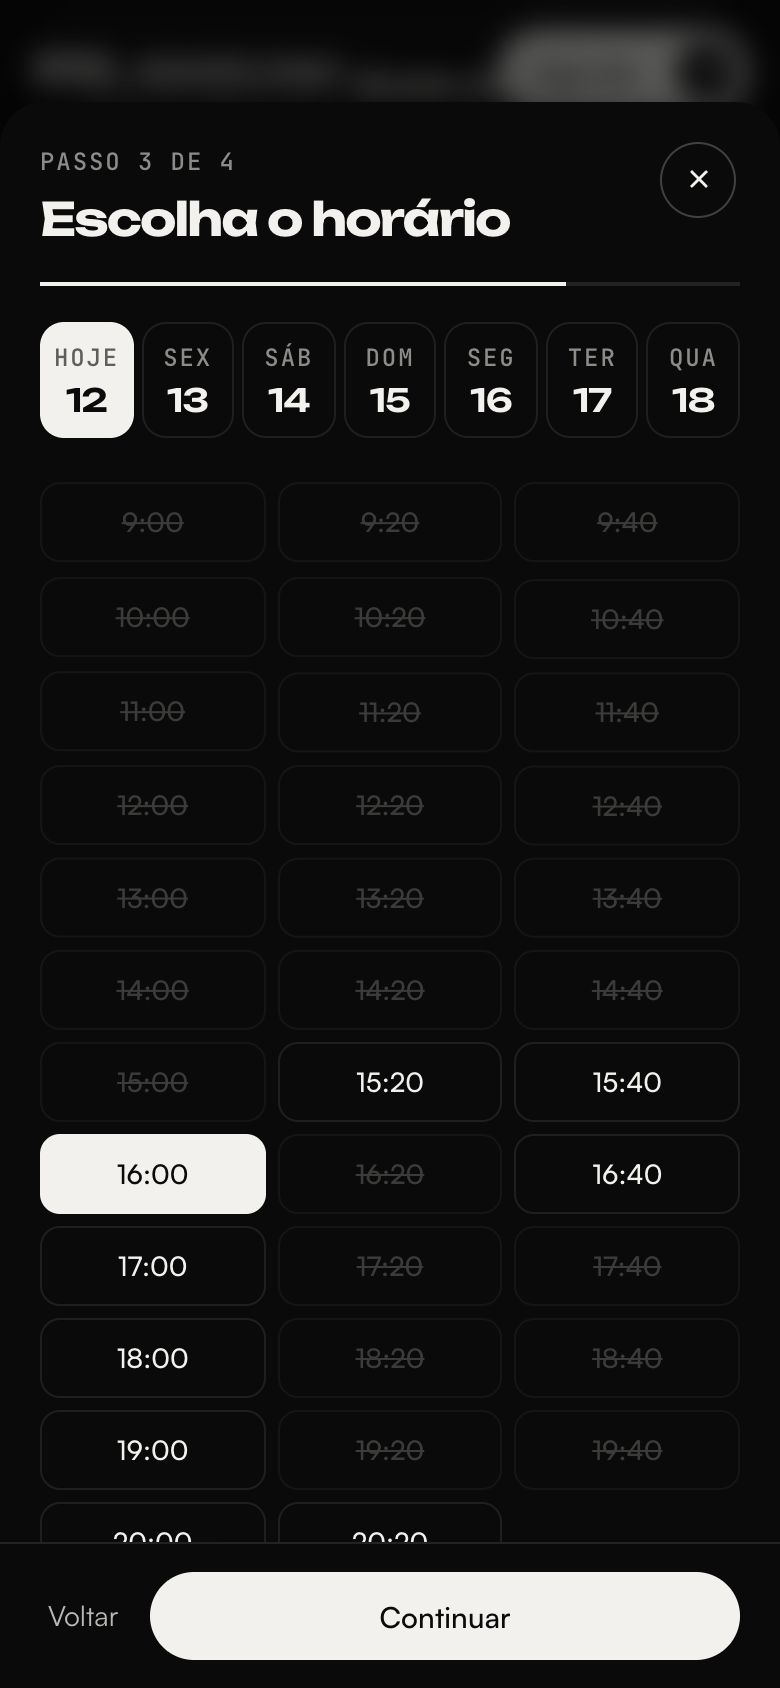 PASSO 3 DE 4
Escolha o horário
HOJE SEX SÁB DOM SEG TER QUA
12 13 14 15 16 17 18
9:00 9:20 9:40
10:00 10:20 10:40
11:00 11:20 11:40
12:00 12:20 12:40
13:00 13:20 13:40
14:00 14:20 14:40
15:00 15:20 15:40
16:00 16:20 16:40
17:00 17:20 17:40
18:00 18:20 18:40
19:00 19:20 19:40
20:00 20:20
Voltar Continuar